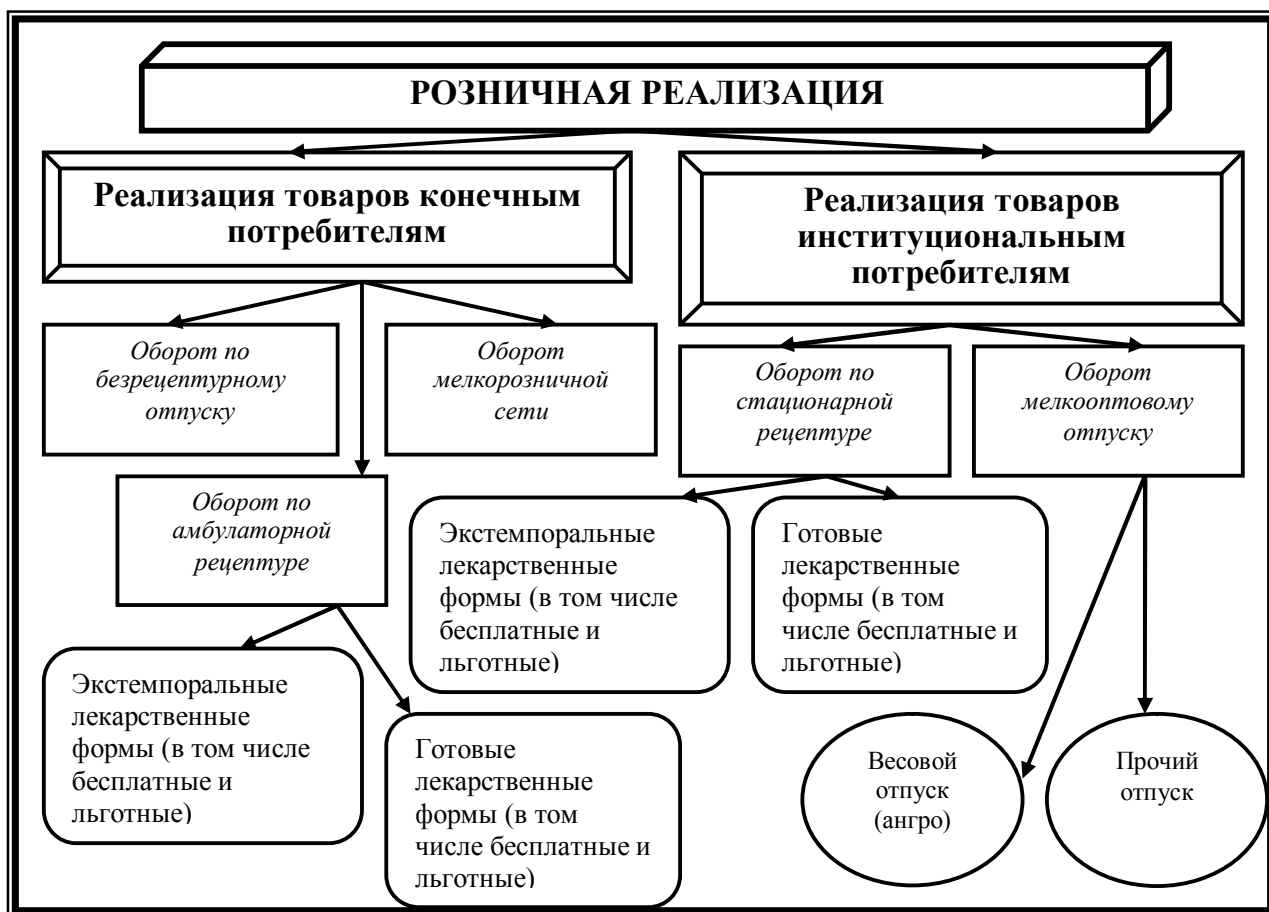 РОЗНИЧНАЯ РЕАЛИЗАЦИЯ
Реализация товаров конечным
потребителям
Реализация товаров
институциональным
потребителям
Оборот по
безрецептурному
отпуску
Оборот
мелкорозничной
сети
Оборот по
стационарной
рецептуре
Оборот
мелкооптовому
отпуску
Оборот по
амбулаторной
рецептуре
Экстемпоральные
лекарственные
формы (в том числе
бесплатные и
льготные)
Готовые
лекарственные
формы (в том
числе бесплатные и
льготные)
Экстемпоральные
лекарственные
формы (в том числе
бесплатные и
льготные)
Готовые
лекарственные
формы (в том
числе бесплатные и
льготные)
Весовой
отпуск
(ангро)
Прочий
отпуск